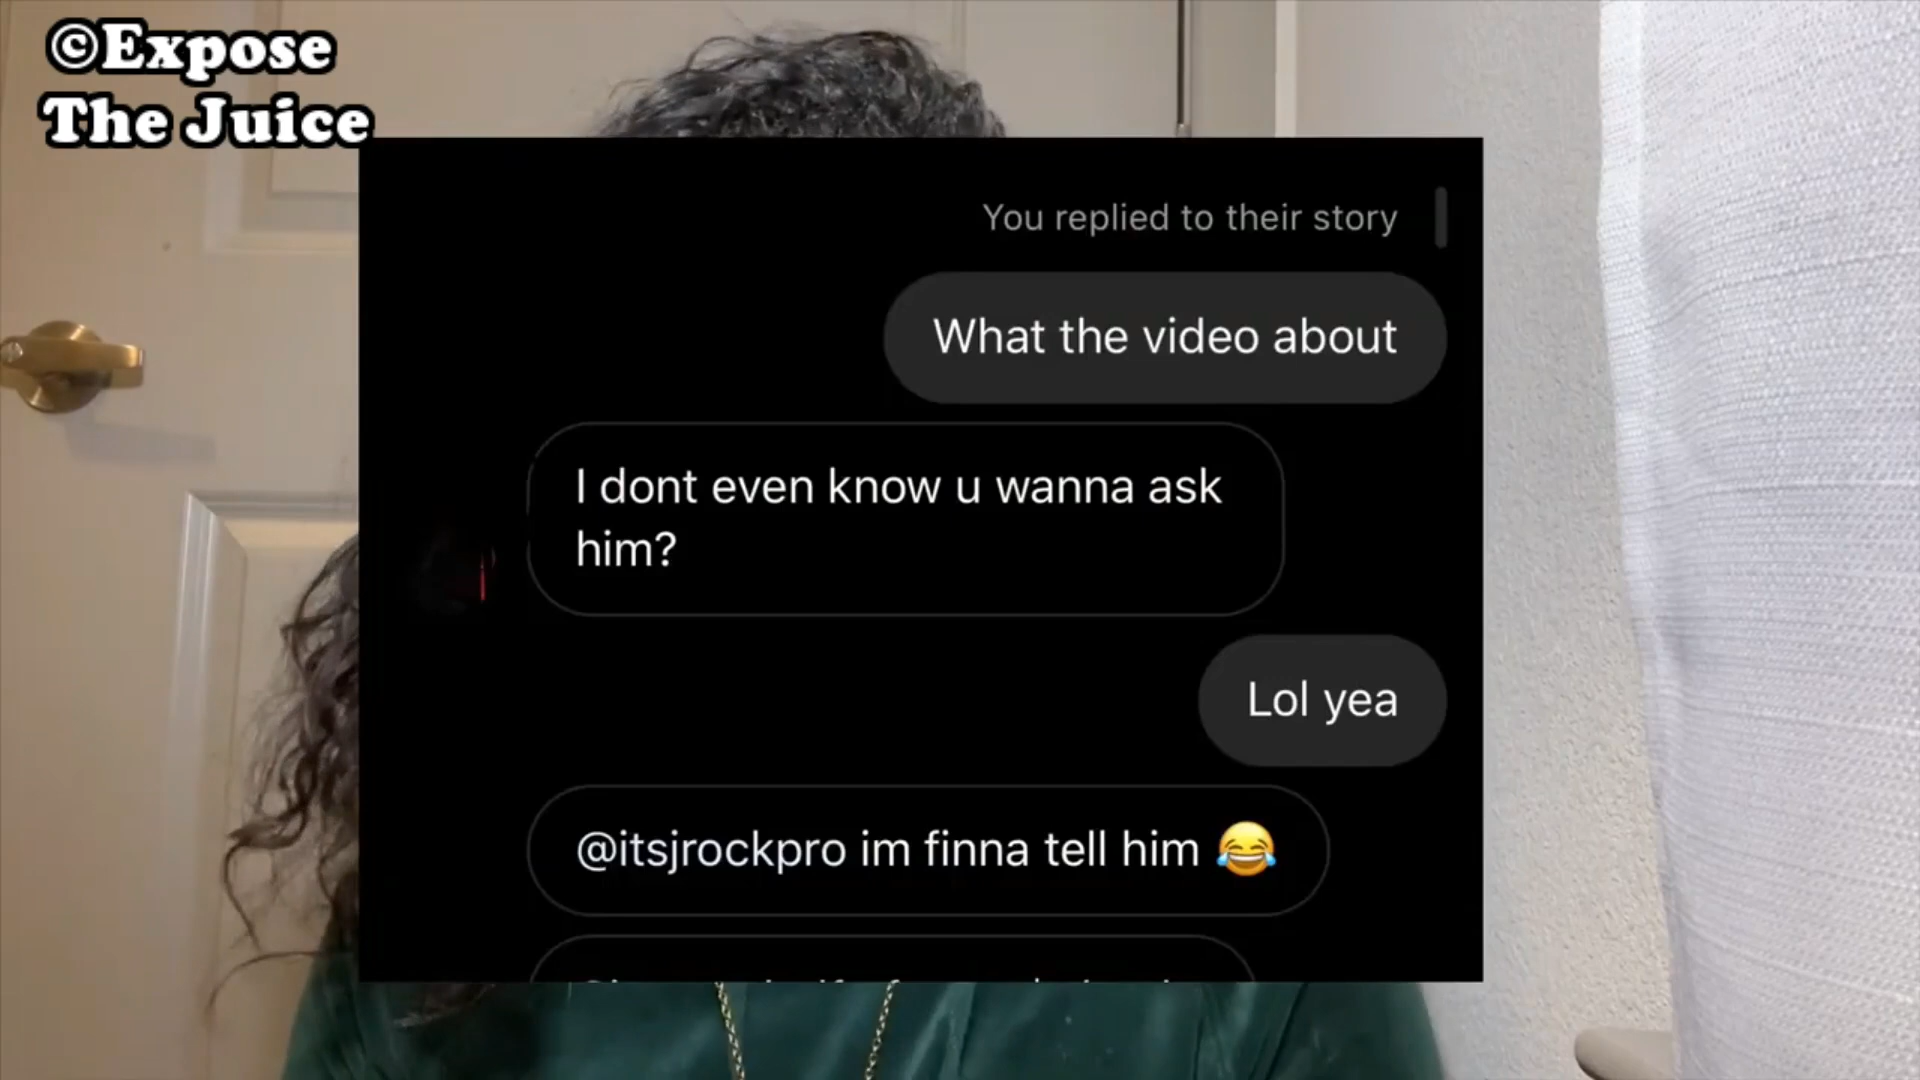 ©Expose
The Juice
You replied to their story
What the video about
I dont even know u wanna ask
him?
Lol yea
@itsjrockpro im finna tell him 😂